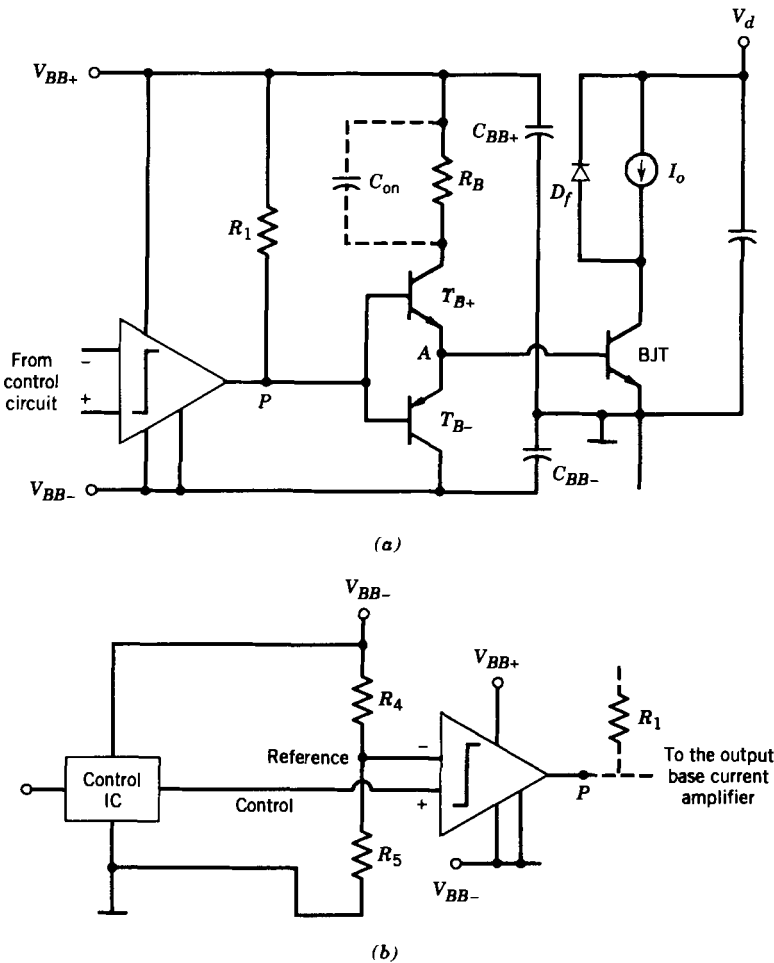 V_d
V_BB+
C_BB+
C_on
R_B
D_f
I_o
R_1
T_B+
From
control
circuit
−
+
P
A
BJT
T_B−
V_BB−
C_BB−
(a)
V_BB−
V_BB+
R_4
R_1
Reference
−
Control
IC
Control
+
P
To the output
base current
amplifier
R_5
V_BB−
(b)